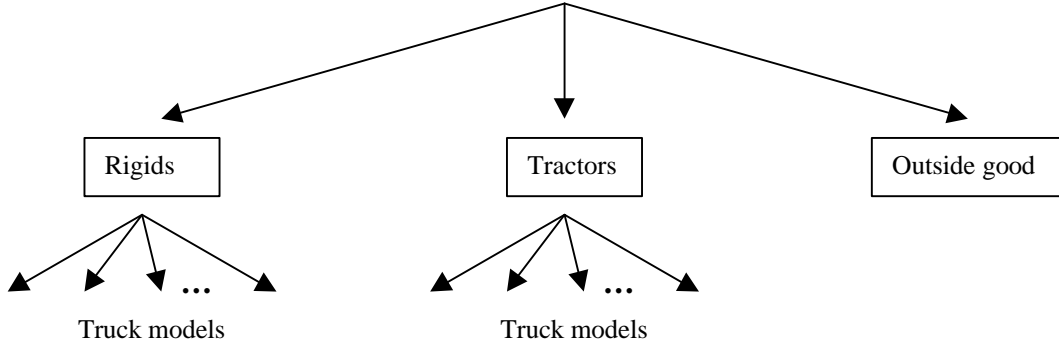 Rigids
Tractors
Outside good
...
...
Truck models
Truck models